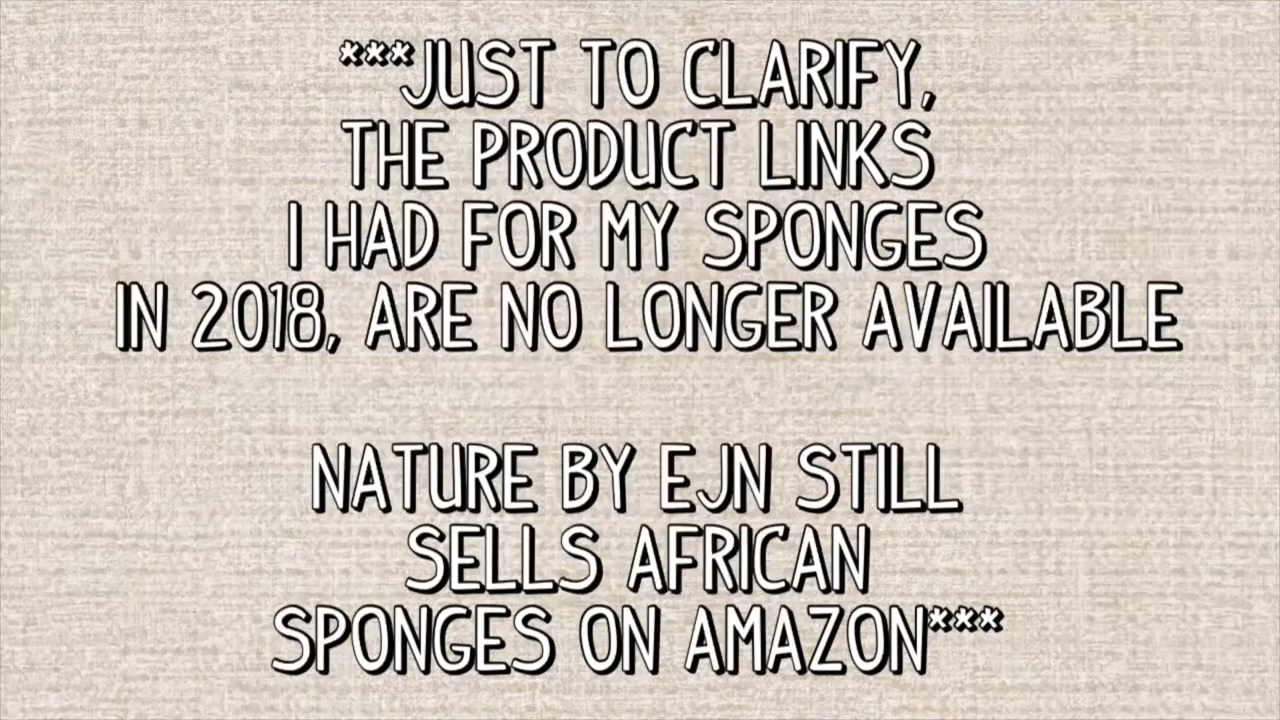 ***JUST TO CLARIFY,
THE PRODUCT LINKS
I HAD FOR MY SPONGES
IN 2018, ARE NO LONGER AVAILABLE
NATURE BY EJN STILL
SELLS AFRICAN
SPONGES ON AMAZON***